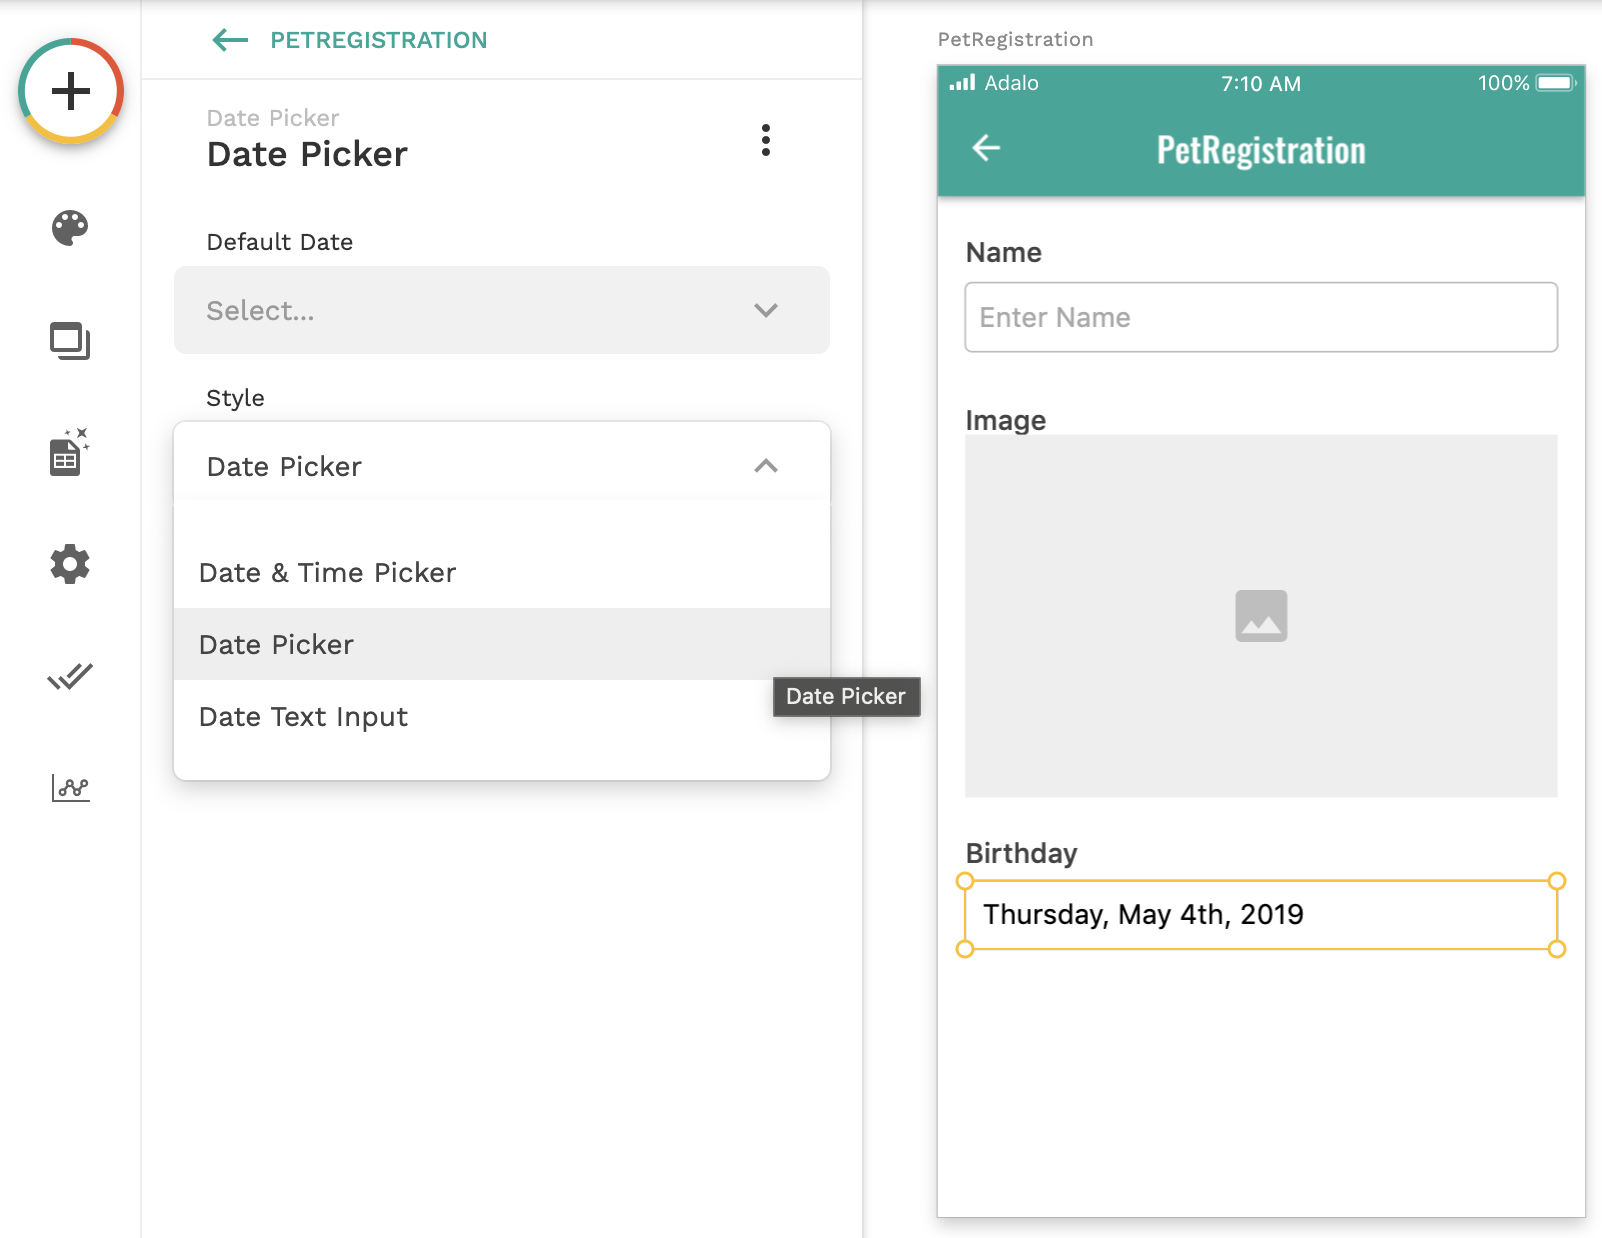 PETREGISTRATION
Date Picker
Date Picker
Default Date
Select...
Style
Date Picker
Date & Time Picker
Date Picker
Date Picker
Date Text Input
PetRegistration
Adalo 7:10 AM 100%
PetRegistration
Name
Enter Name
Image
Birthday
Thursday, May 4th, 2019